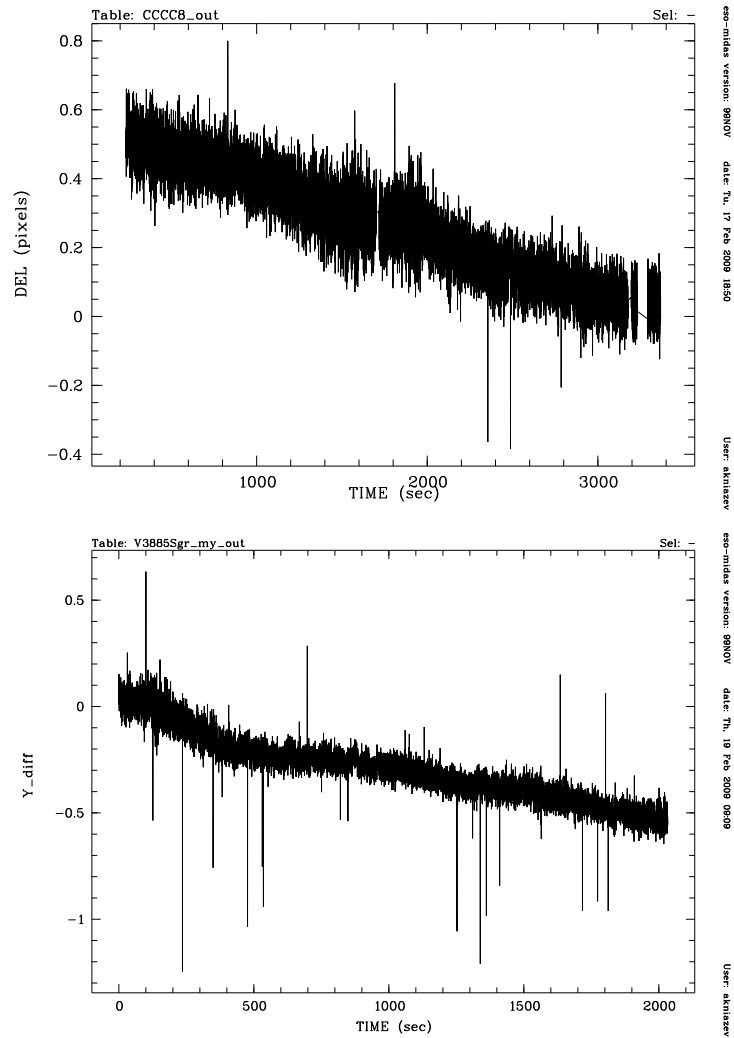 Table: CCCC8_out
Sel: −
0.8
0.6
0.4
0.2
0
−0.2
−0.4
DEL (pixels)
1000
2000
3000
TIME (sec)
eso-midas version: 99NOV date: Tu, 17 Feb 2009 18:50
User: akniazev
Table: V3885Sgr_my_out
Sel: −
0.5
0
−0.5
−1
Y_diff
0
500
1000
1500
2000
TIME (sec)
eso-midas version: 99NOV date: Th, 19 Feb 2009 09:09
User: akniazev